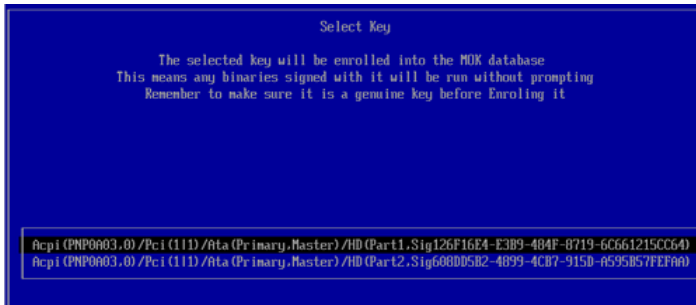 Select Key
The selected key will be enrolled into the MOK database
This means any binaries signed with it will be run without prompting
Remember to make sure it is a genuine key before Enroling it
Acpi(PNP0A03,0)/Pci(1|1)/Ata(Primary,Master)/HD(Part1,Sig126F16E4-E3B9-484F-8719-6C661215CC64)
Acpi(PNP0A03,0)/Pci(1|1)/Ata(Primary,Master)/HD(Part2,Sig608DD5B2-4899-4CB7-915D-A595B57FEFAA)